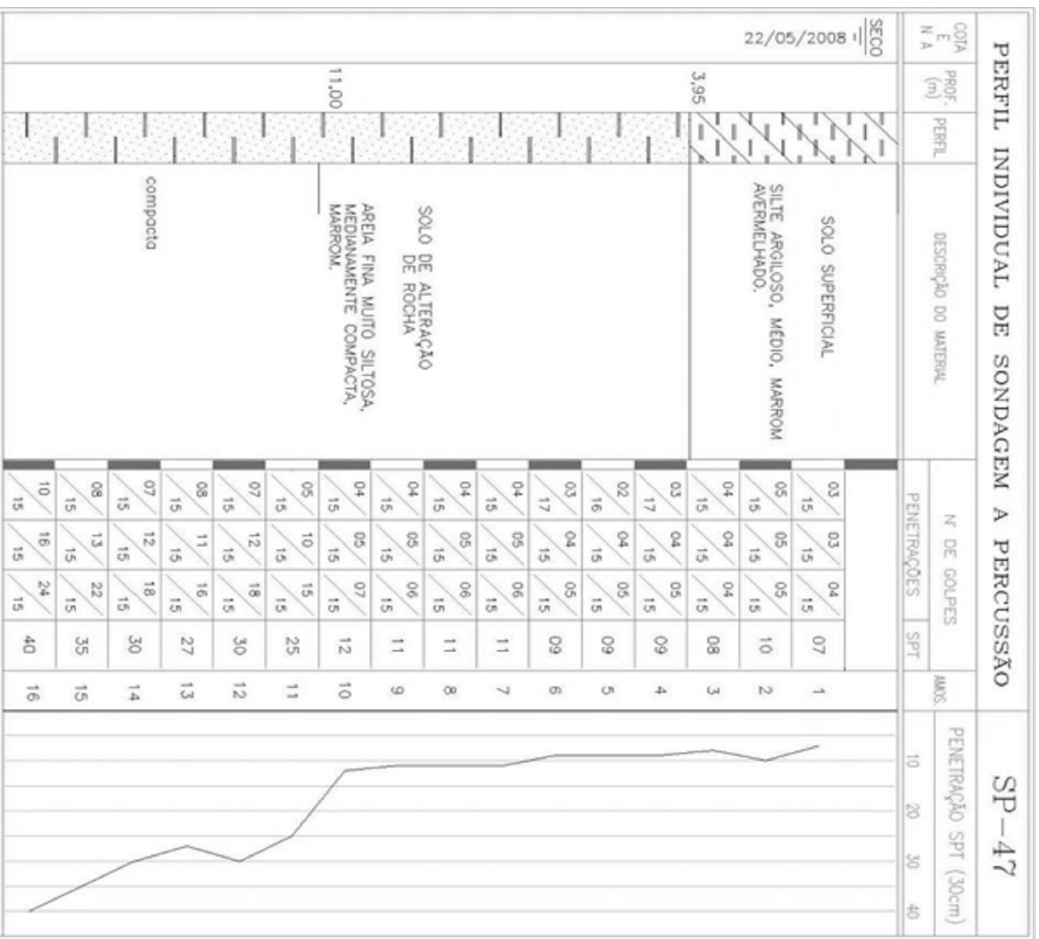 PERFIL INDIVIDUAL DE SONDAGEM A PERCUSSÃO
SP-47
COTA
E
N A
PROF.
(m)
PERFIL
DESCRIÇÃO DO MATERIAL
N° DE GOLPES
PENETRAÇÕES
SPT
AMOS.
PENETRAÇÃO SPT (30cm)
10 20 30 40
SECO
22/05/2008
3,95
11,00
SOLO SUPERFICIAL
SILTE ARGILOSO, MÉDIO, MARROM
AVERMELHADO.
SOLO DE ALTERAÇÃO
DE ROCHA
AREIA FINA MUITO SILTOSA,
MEDIANAMENTE COMPACTA,
MARROM.
compacta
03/15 03/15 04/15 07 1
05/15 05/15 05/15 10 2
04/15 04/15 04/15 08 3
03/17 04/15 05/15 09 4
02/16 04/15 05/15 09 5
03/17 04/15 05/15 09 6
04/15 05/15 06/15 11 7
04/15 05/15 06/15 11 8
04/15 05/15 06/15 11 9
04/15 05/15 07/15 12 10
05/15 10/15 15/15 25 11
07/15 12/15 18/15 30 12
08/15 11/15 16/15 27 13
07/15 12/15 18/15 30 14
08/15 13/15 22/15 35 15
10/15 16/15 24/15 40 16